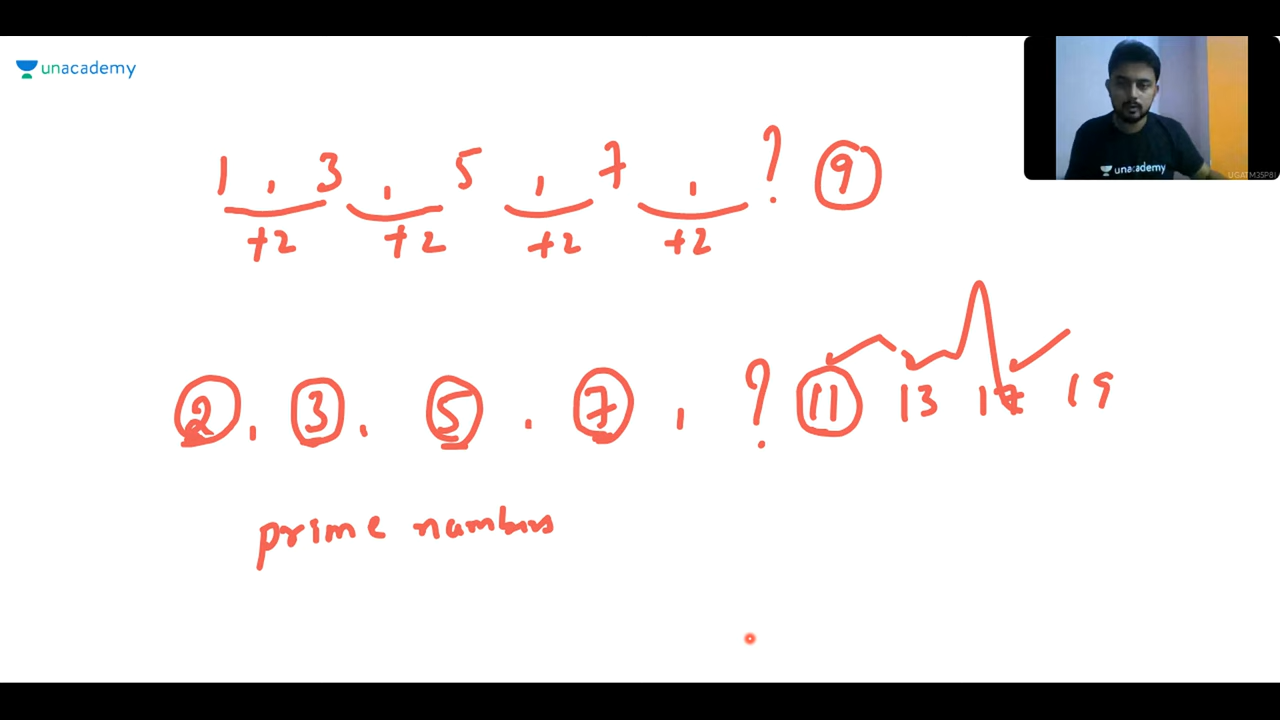 unacademy
unacademy
UGATM35P8I
1 , 3 , 5 , 7 , ? 9
+2 +2 +2 +2
2 , 3 , 5 , 7 , ? 11 13 17 19
prime numbers